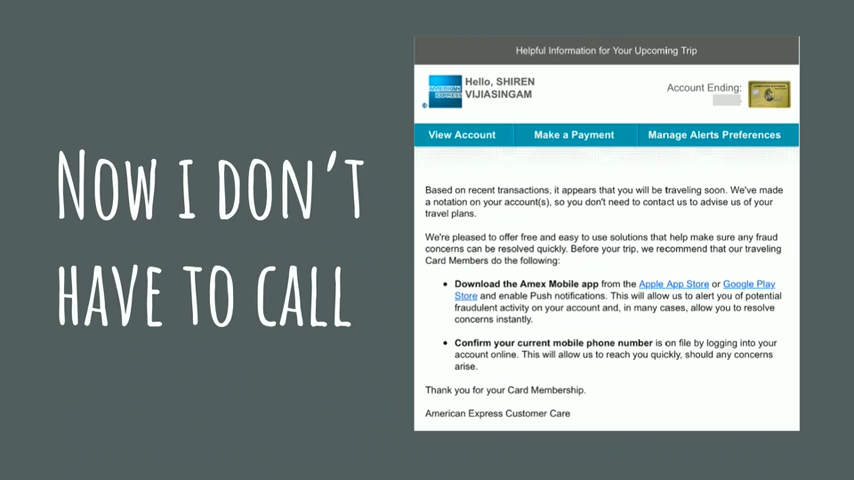 Now I don't
have to call
Helpful Information for Your Upcoming Trip
AMERICAN
EXPRESS
Hello, SHIREN
VIJIASINGAM
Account Ending:
View Account
Make a Payment
Manage Alerts Preferences
Based on recent transactions, it appears that you will be traveling soon. We've made
a notation on your account(s), so you don't need to contact us to advise us of your
travel plans.
We're pleased to offer free and easy to use solutions that help make sure any fraud
concerns can be resolved quickly. Before your trip, we recommend that our traveling
Card Members do the following:
• Download the Amex Mobile app from the Apple App Store or Google Play
Store and enable Push notifications. This will allow us to alert you of potential
fraudulent activity on your account and, in many cases, allow you to resolve
concerns instantly.
• Confirm your current mobile phone number is on file by logging into your
account online. This will allow us to reach you quickly, should any concerns
arise.
Thank you for your Card Membership.
American Express Customer Care